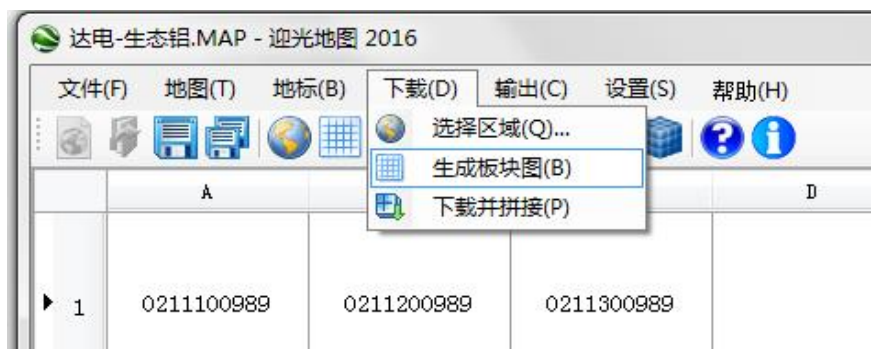 达电-生态铝.MAP - 迎光地图 2016
文件(F) 地图(T) 地标(B) 下载(D) 输出(C) 设置(S) 帮助(H)
选择区域(Q)...
生成板块图(B)
下载并拼接(P)
A D
1 0211100989 0211200989 0211300989